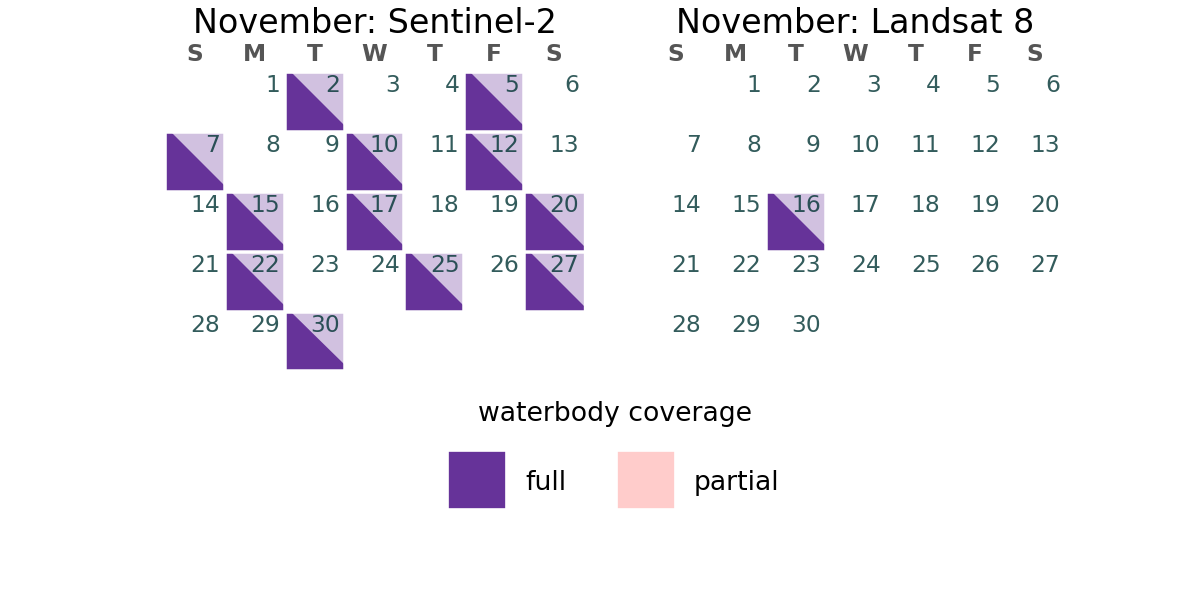 November: Sentinel-2
S M T W T F S
1 2 3 4 5 6
7 8 9 10 11 12 13
14 15 16 17 18 19 20
21 22 23 24 25 26 27
28 29 30
November: Landsat 8
S M T W T F S
1 2 3 4 5 6
7 8 9 10 11 12 13
14 15 16 17 18 19 20
21 22 23 24 25 26 27
28 29 30
waterbody coverage
full partial